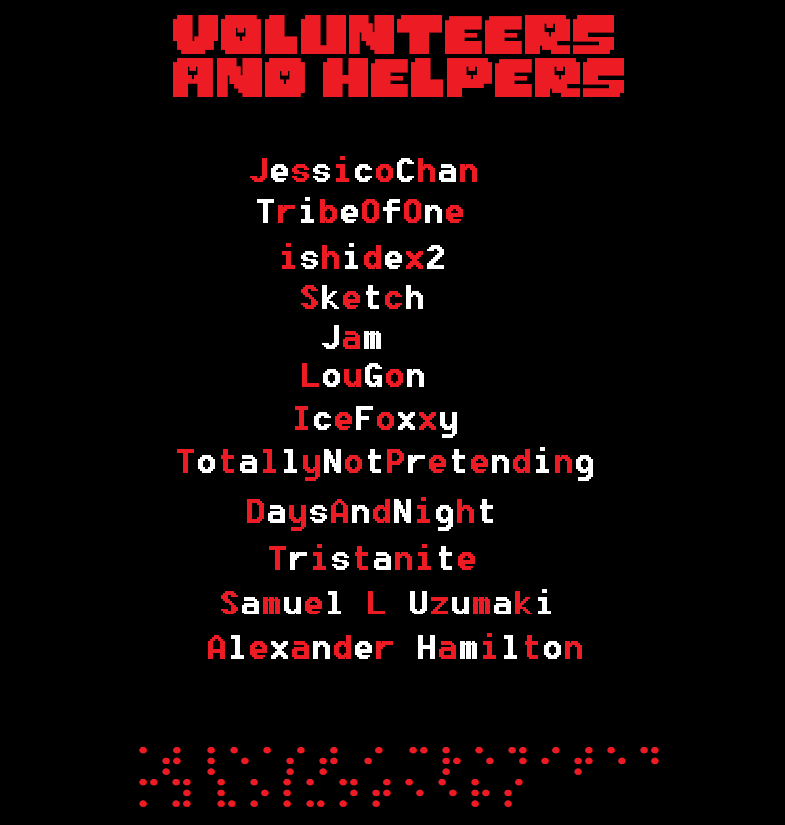 VOLUNTEERS
AND HELPERS
JessicoChan
TribeOfOne
ishidex2
Sketch
Jam
LouGon
IceFoxxy
TotallyNotPretending
DaysAndNight
Tristanite
Samuel L Uzumaki
Alexander Hamilton